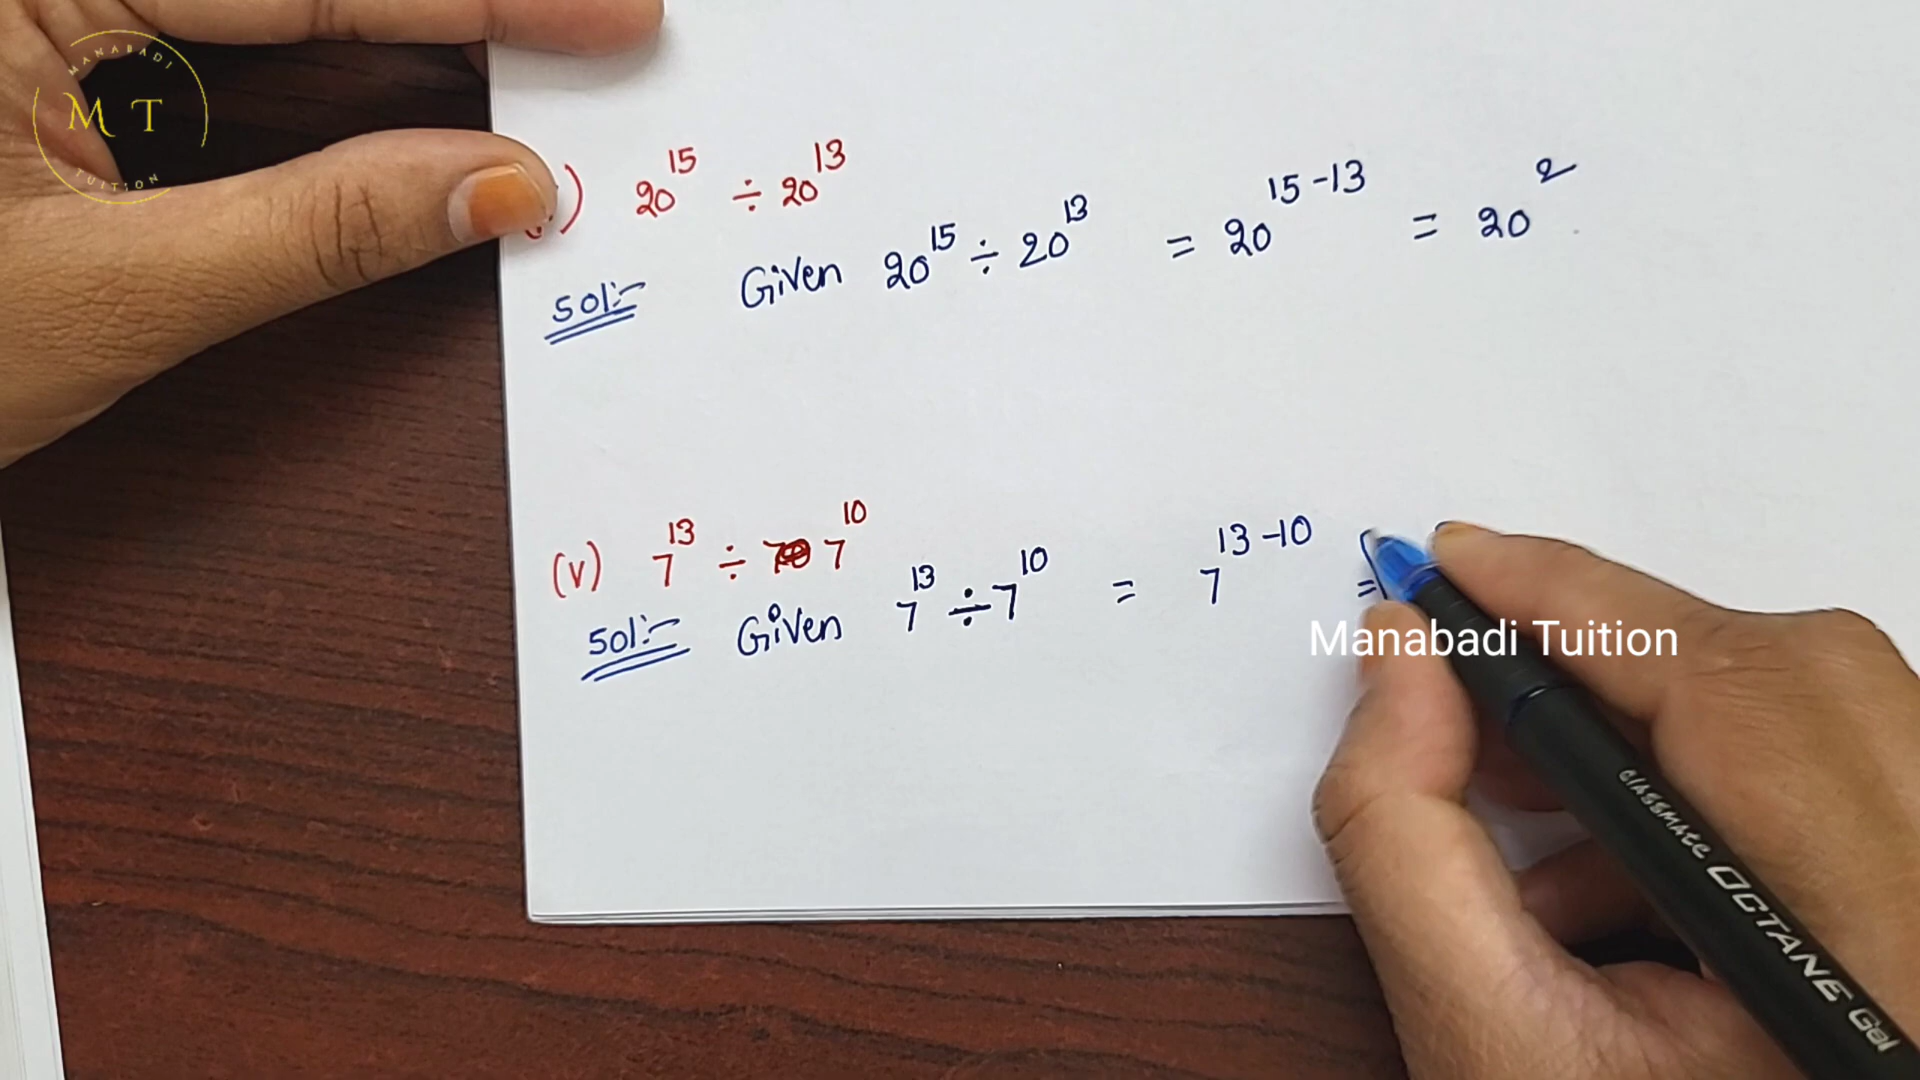 MANABADI
M T
TUITION
) 20^15 ÷ 20^13
Sol:- Given 20^15 ÷ 20^13 = 20^15-13 = 20^2
(v) 7^13 ÷ 7^10
Sol:- Given 7^13 ÷ 7^10 = 7^13-10 =
Manabadi Tuition
classmate OCTANE Gel